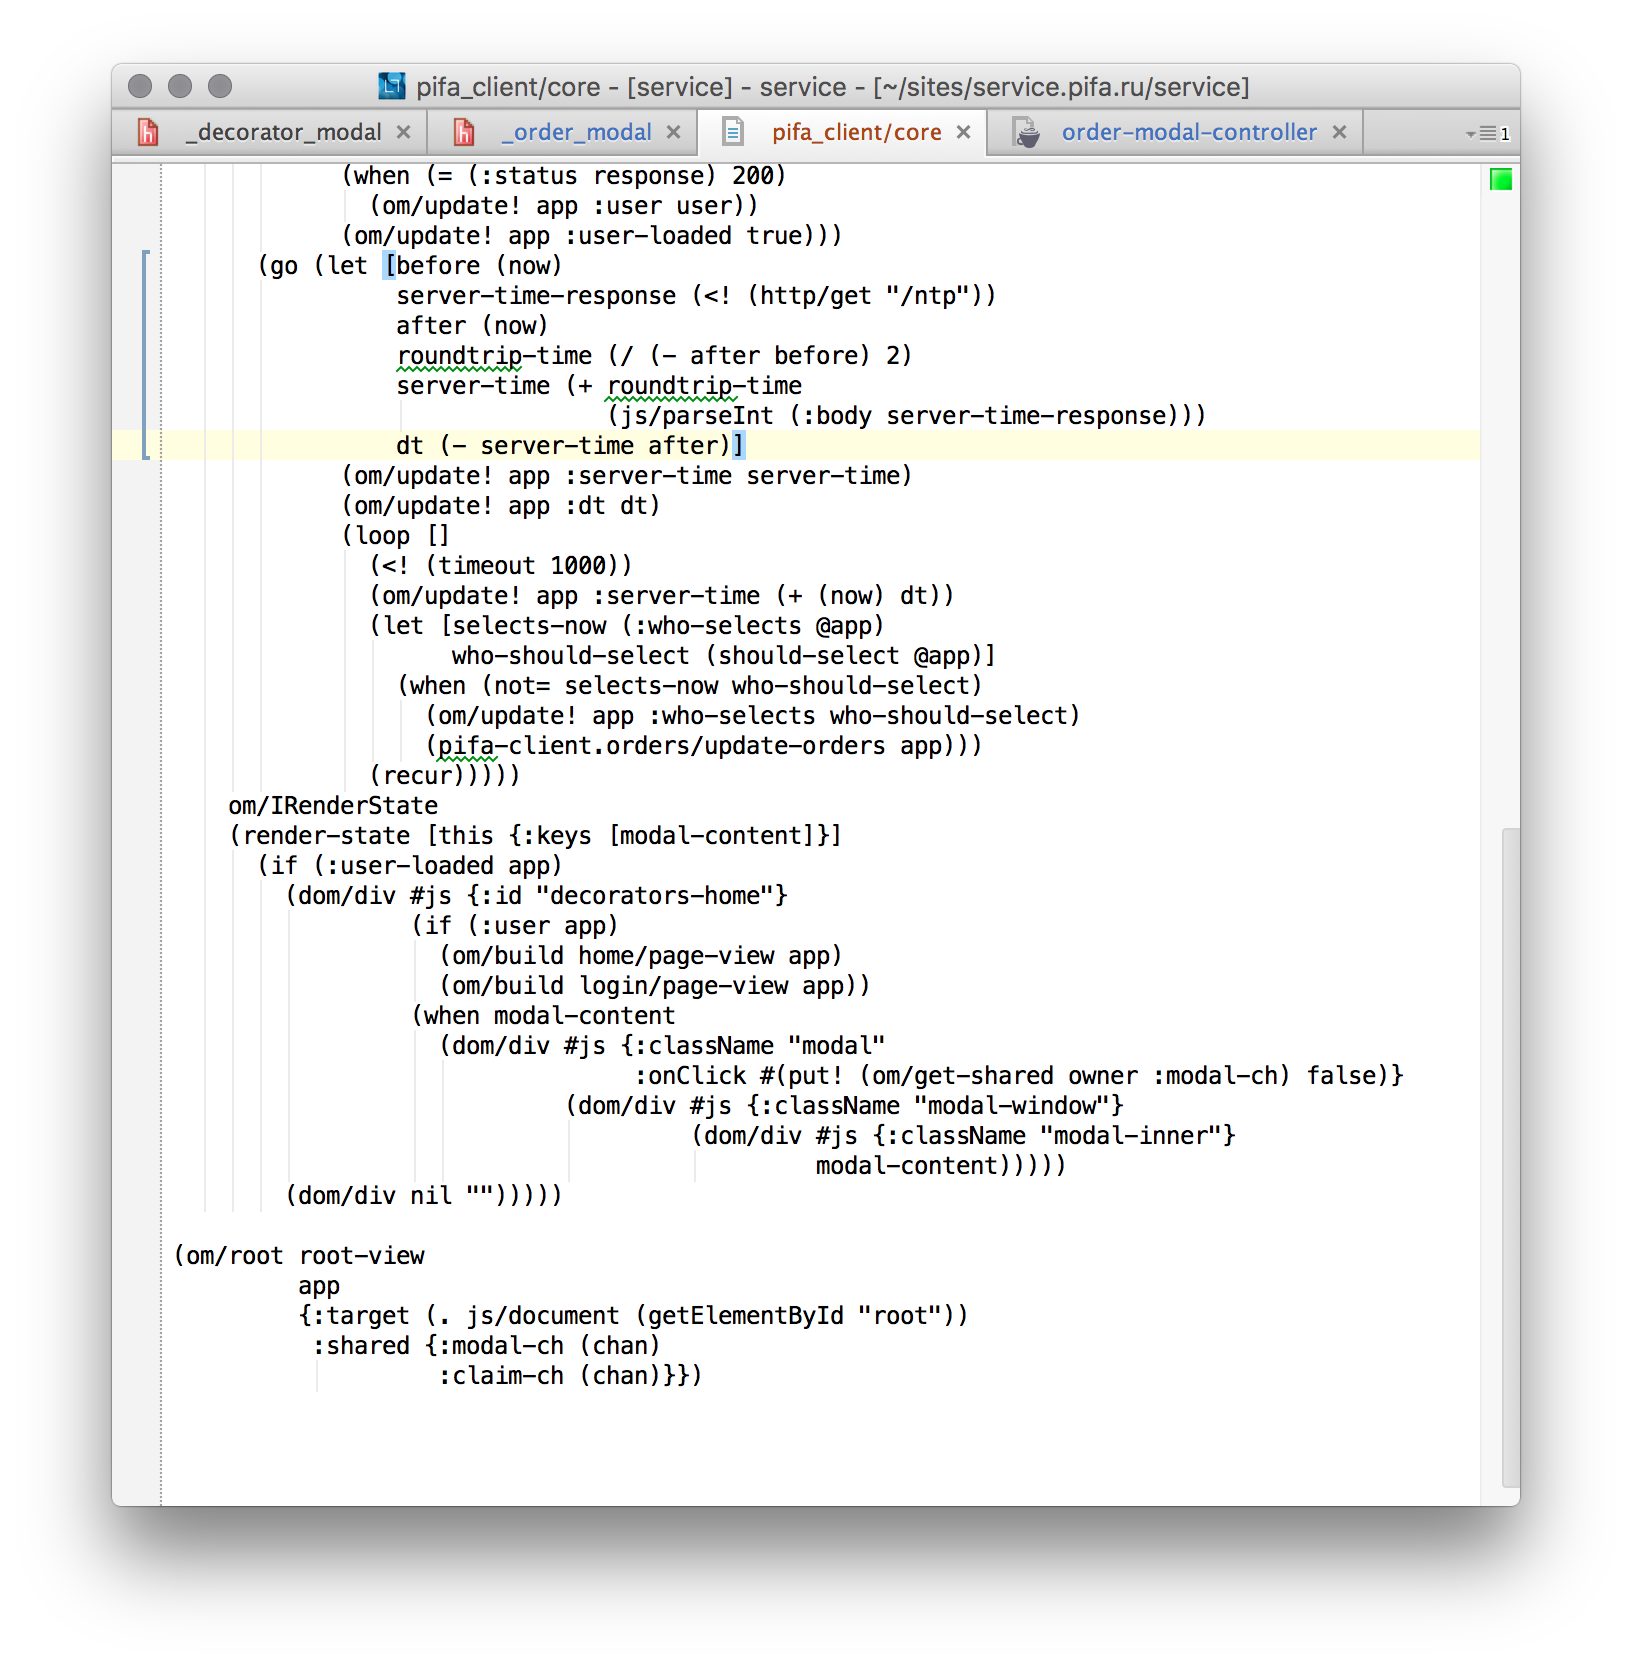 pifa_client/core - [service] - service - [~/sites/service.pifa.ru/service]
_decorator_modal _order_modal pifa_client/core order-modal-controller 1
(when (= (:status response) 200)
(om/update! app :user user))
(om/update! app :user-loaded true)))
(go (let [before (now)
server-time-response (<! (http/get "/ntp"))
after (now)
roundtrip-time (/ (- after before) 2)
server-time (+ roundtrip-time
(js/parseInt (:body server-time-response)))
dt (- server-time after)]
(om/update! app :server-time server-time)
(om/update! app :dt dt)
(loop []
(<! (timeout 1000))
(om/update! app :server-time (+ (now) dt))
(let [selects-now (:who-selects @app)
who-should-select (should-select @app)]
(when (not= selects-now who-should-select)
(om/update! app :who-selects who-should-select)
(pifa-client.orders/update-orders app)))
(recur)))))
om/IRenderState
(render-state [this {:keys [modal-content]}]
(if (:user-loaded app)
(dom/div #js {:id "decorators-home"}
(if (:user app)
(om/build home/page-view app)
(om/build login/page-view app))
(when modal-content
(dom/div #js {:className "modal"
:onClick #(put! (om/get-shared owner :modal-ch) false)}
(dom/div #js {:className "modal-window"}
(dom/div #js {:className "modal-inner"}
modal-content)))))
(dom/div nil "")))))
(om/root root-view
app
{:target (. js/document (getElementById "root"))
:shared {:modal-ch (chan)
:claim-ch (chan)}})